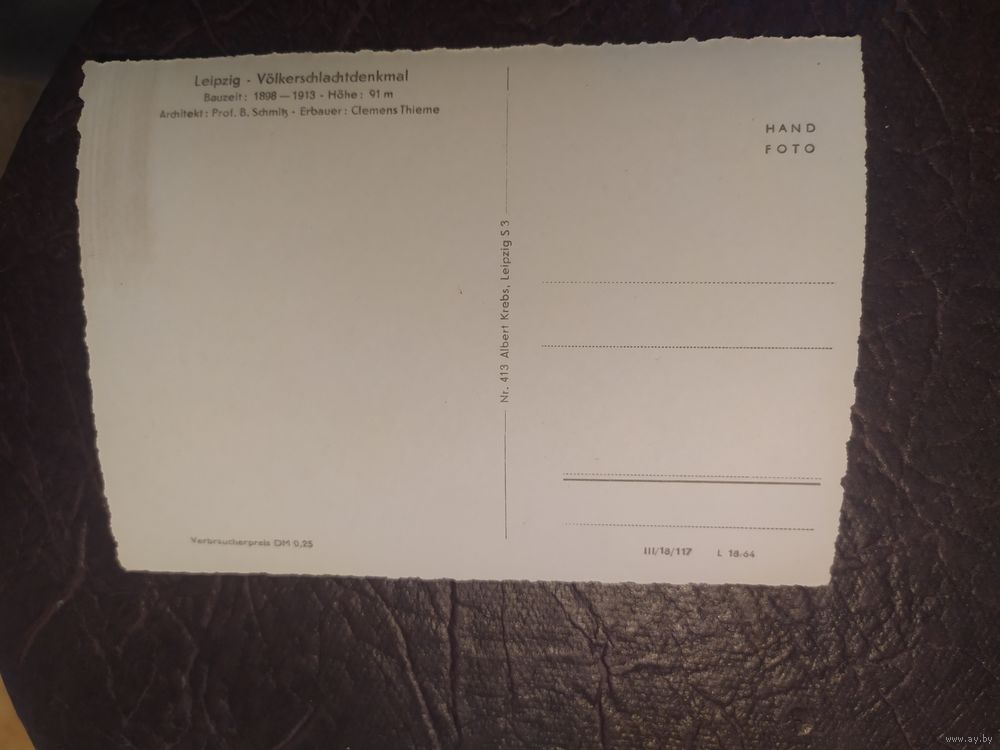 Leipzig - Völkerschlachtdenkmal
Bauzeit: 1898 — 1913 - Höhe: 91 m
Architekt: Prof. B. Schmitz - Erbauer: Clemens Thieme
HAND
FOTO
Nr. 413 Albert Krebs, Leipzig S 3
Verbraucherpreis DM 0,25
III/18/117 L 18/64
www.ay.by